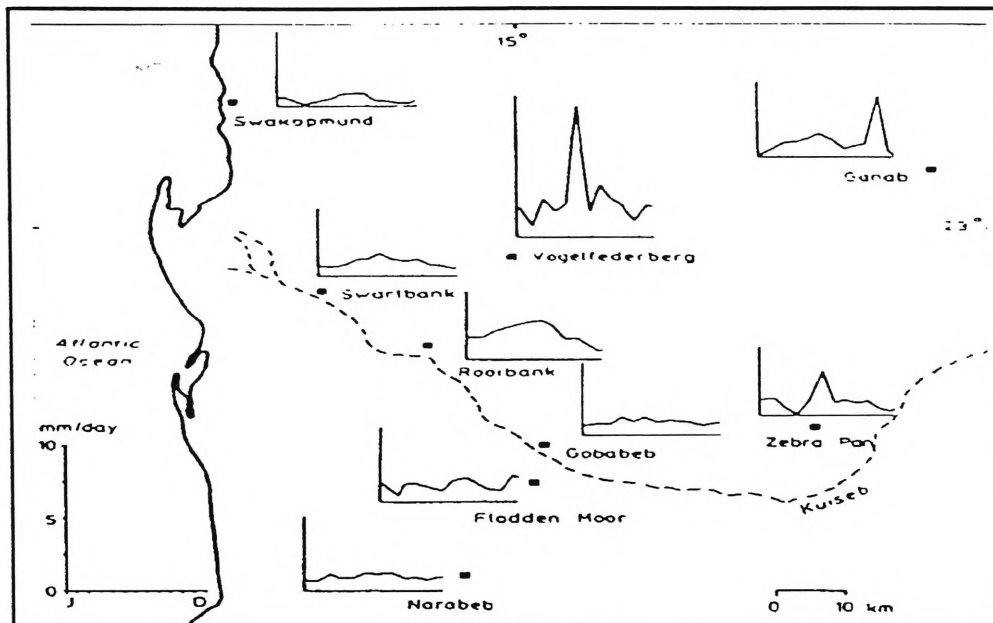 15°
Swakopmund
Ganab
23°
Vogelfederberg
Swartbank
Rooibank
Atlantic
Ocean
mm/day
10
5
0
J D
Gobabeb
Zebra Pan
Kuiseb
Flodden Moor
Narabeb
0 10 km